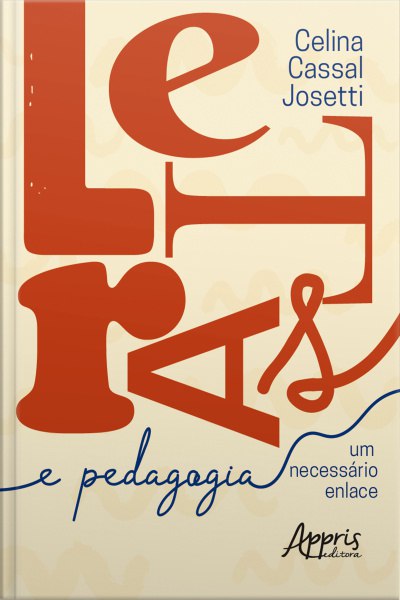 Celina
Cassal
Josetti
LeTrAs
e pedagogia
um
necessário
enlace
Appris
editora